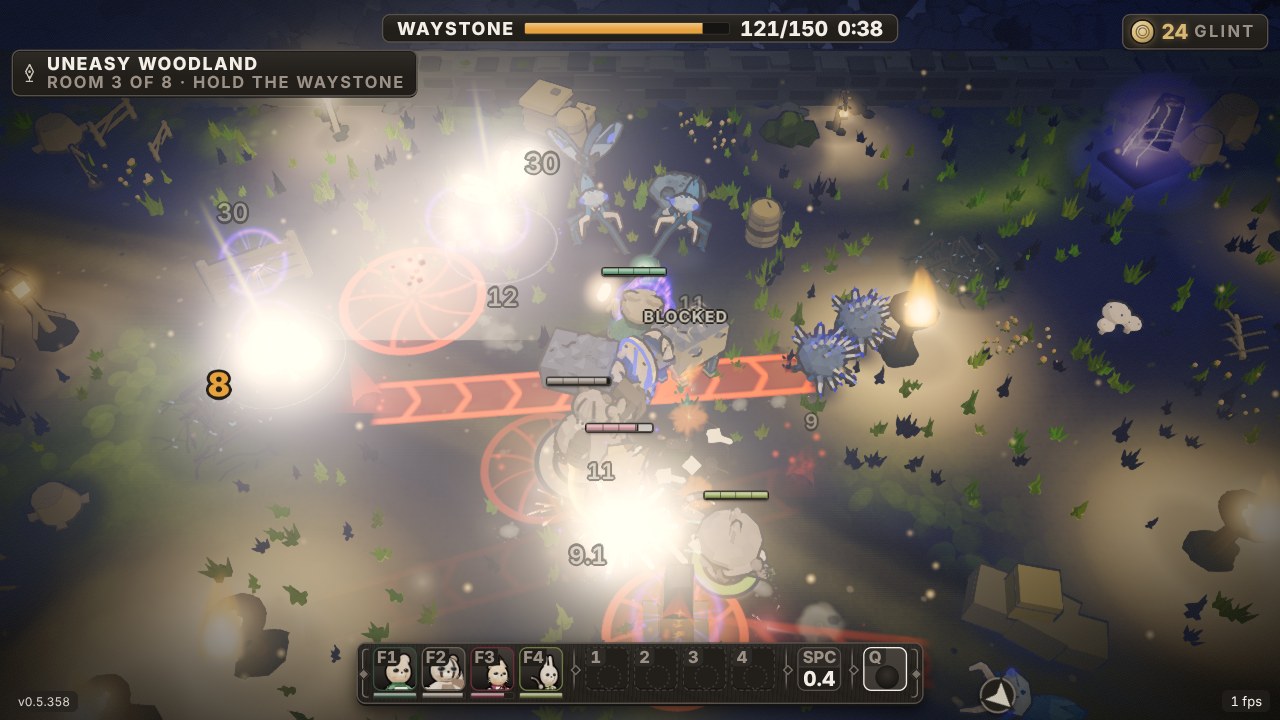 WAYSTONE 121/150 0:38
24 GLINT
UNEASY WOODLAND
ROOM 3 OF 8 · HOLD THE WAYSTONE
30
30
12
11
BLOCKED
8
9
11
9.1
F1 F2 F3 F4 1 2 3 4 SPC Q
0.4
v0.5.358
1 fps